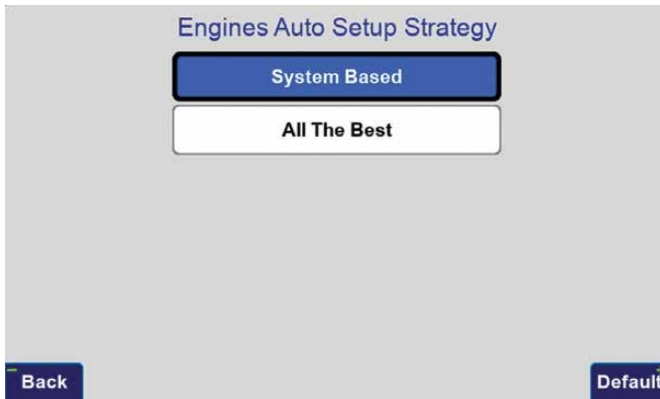 Engines Auto Setup Strategy
System Based
All The Best
Back
Default